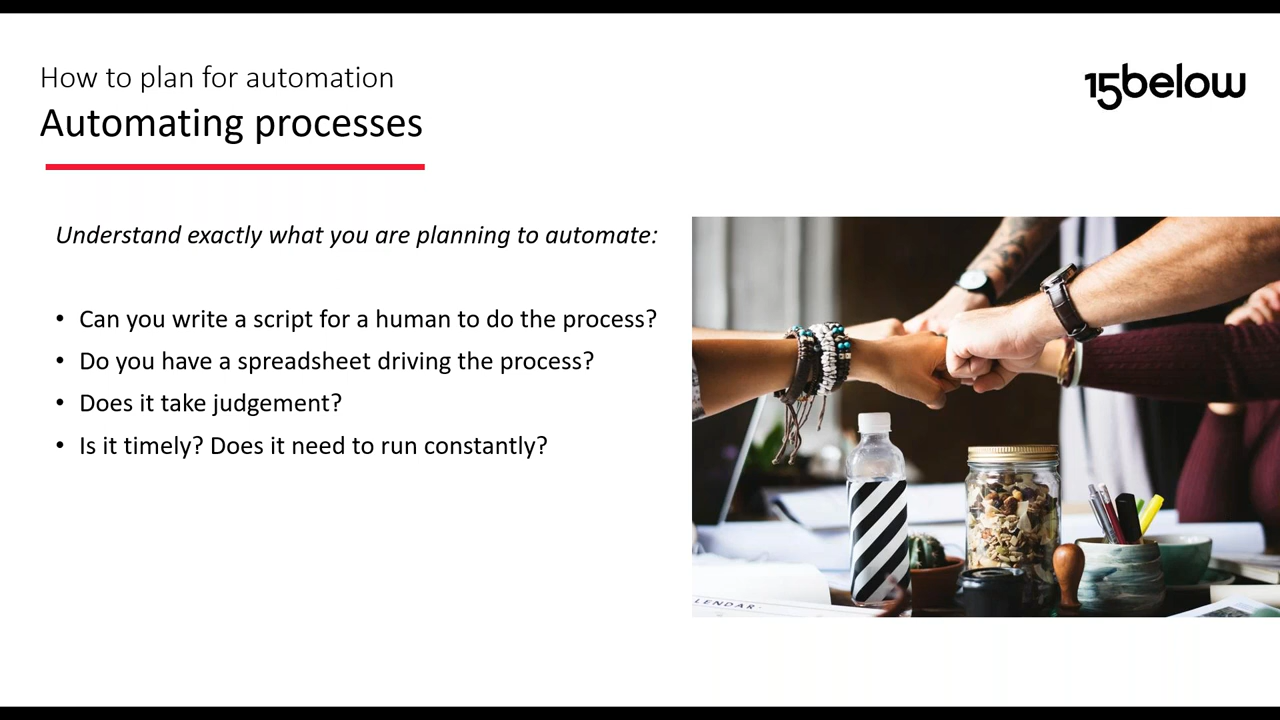 How to plan for automation
15below
Automating processes
Understand exactly what you are planning to automate:
• Can you write a script for a human to do the process?
• Do you have a spreadsheet driving the process?
• Does it take judgement?
• Is it timely? Does it need to run constantly?
LENDAR